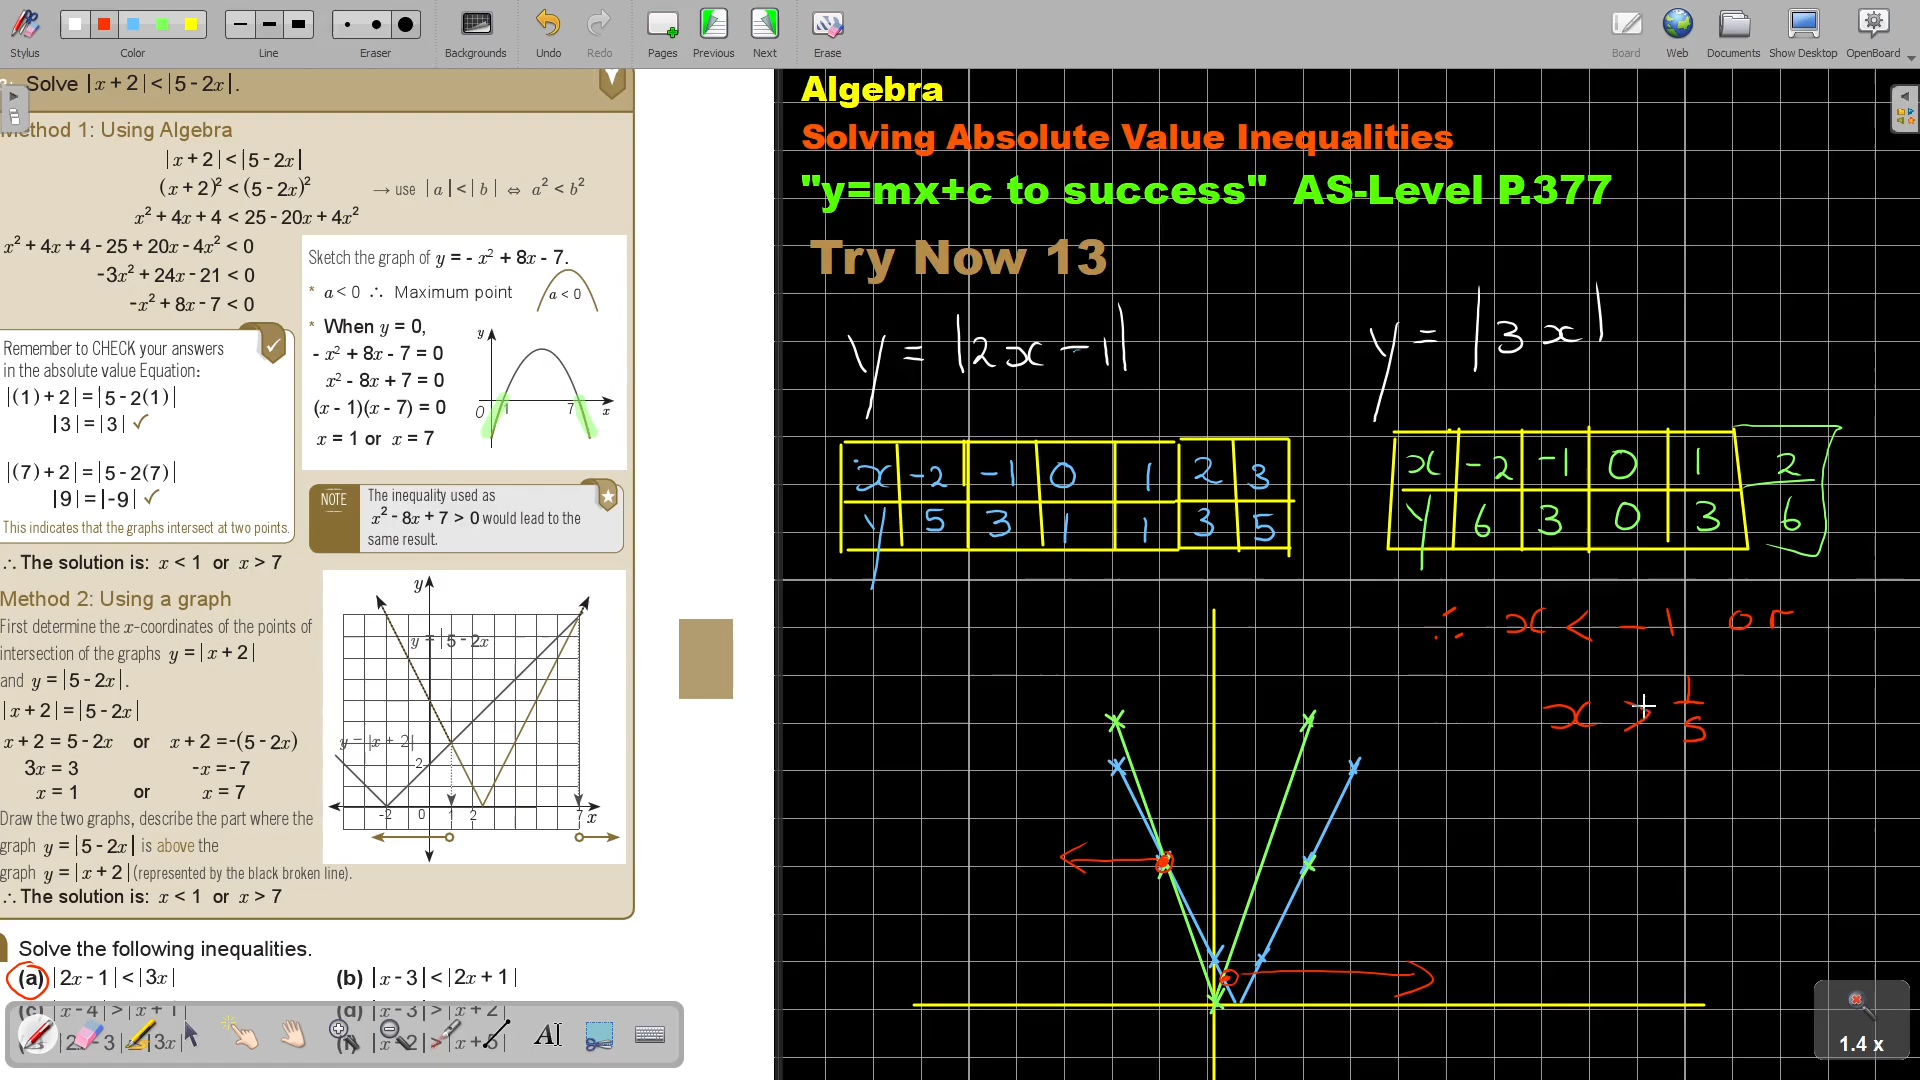 Stylus
Color
Line
Eraser
Backgrounds
Undo
Redo
Pages
Previous
Next
Erase
Board
Web
Documents
Show Desktop
OpenBoard
Solve |x + 2| < |5 - 2x|.
Method 1: Using Algebra
|x + 2| < |5 - 2x|
(x + 2)² < (5 - 2x)² → use |a| < |b| ⇔ a² < b²
x² + 4x + 4 < 25 - 20x + 4x²
x² + 4x + 4 - 25 + 20x - 4x² < 0
-3x² + 24x - 21 < 0
-x² + 8x - 7 < 0
Sketch the graph of y = - x² + 8x - 7.
* a < 0 ∴ Maximum point
a < 0
* When y = 0,
- x² + 8x - 7 = 0
x² - 8x + 7 = 0
(x - 1)(x - 7) = 0
x = 1 or x = 7
y
0 1 7 x
Remember to CHECK your answers
in the absolute value Equation:
|(1) + 2| = |5 - 2(1)|
|3| = |3| ✓
|(7) + 2| = |5 - 2(7)|
|9| = |-9| ✓
This indicates that the graphs intersect at two points.
NOTE
The inequality used as
x² - 8x + 7 > 0 would lead to the
same result.
∴ The solution is: x < 1 or x > 7
Method 2: Using a graph
First determine the x-coordinates of the points of
intersection of the graphs y = |x + 2|
and y = |5 - 2x|.
|x + 2| = |5 - 2x|
x + 2 = 5 - 2x or x + 2 = -(5 - 2x)
3x = 3 -x = - 7
x = 1 or x = 7
Draw the two graphs, describe the part where the
graph y = |5 - 2x| is above the
graph y = |x + 2| (represented by the black broken line).
∴ The solution is: x < 1 or x > 7
y
y = |5 - 2x
y = |x + 2|
2
-2 0 1 2 7 x
Solve the following inequalities.
(a) |2x - 1| < |3x|
(b) |x - 3| < |2x + 1|
(c) |x - 4| > |x + 1|
(d) |x - 3| > |x + 2|
Algebra
Solving Absolute Value Inequalities
"y=mx+c to success" AS-Level P.377
Try Now 13
y = |2x - 1|
y = |3x|
x -2 -1 0 1 2 3
y 5 3 1 1 3 5
x -2 -1 0 1 2
y 6 3 0 3 6
∴ x < -1 or
x > 1/5
1.4 x